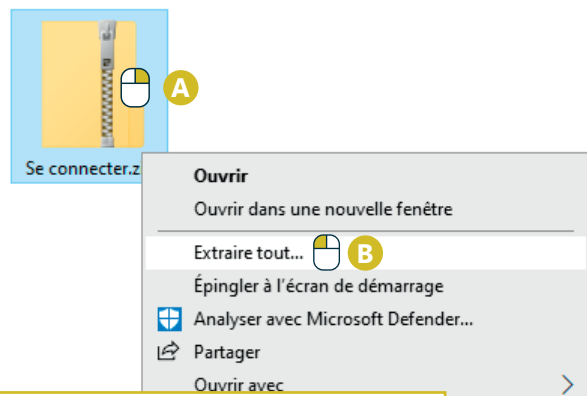 A
Se connecter.z
Ouvrir
Ouvrir dans une nouvelle fenêtre
Extraire tout... B
Épingler à l'écran de démarrage
Analyser avec Microsoft Defender...
Partager
Ouvrir avec